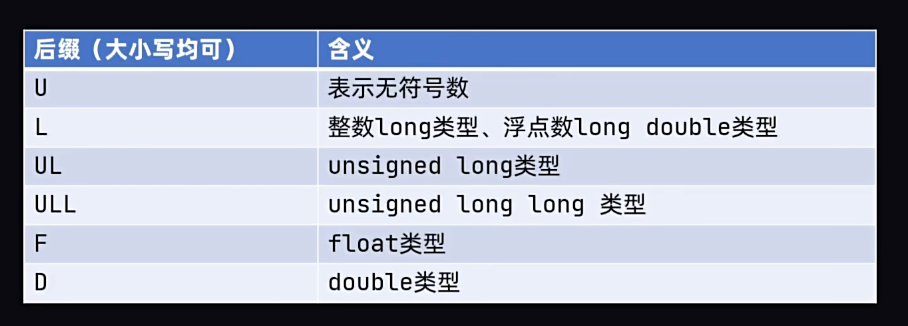 后缀（大小写均可） 含义
U 表示无符号数
L 整数long类型、浮点数long double类型
UL unsigned long类型
ULL unsigned long long 类型
F float类型
D double类型